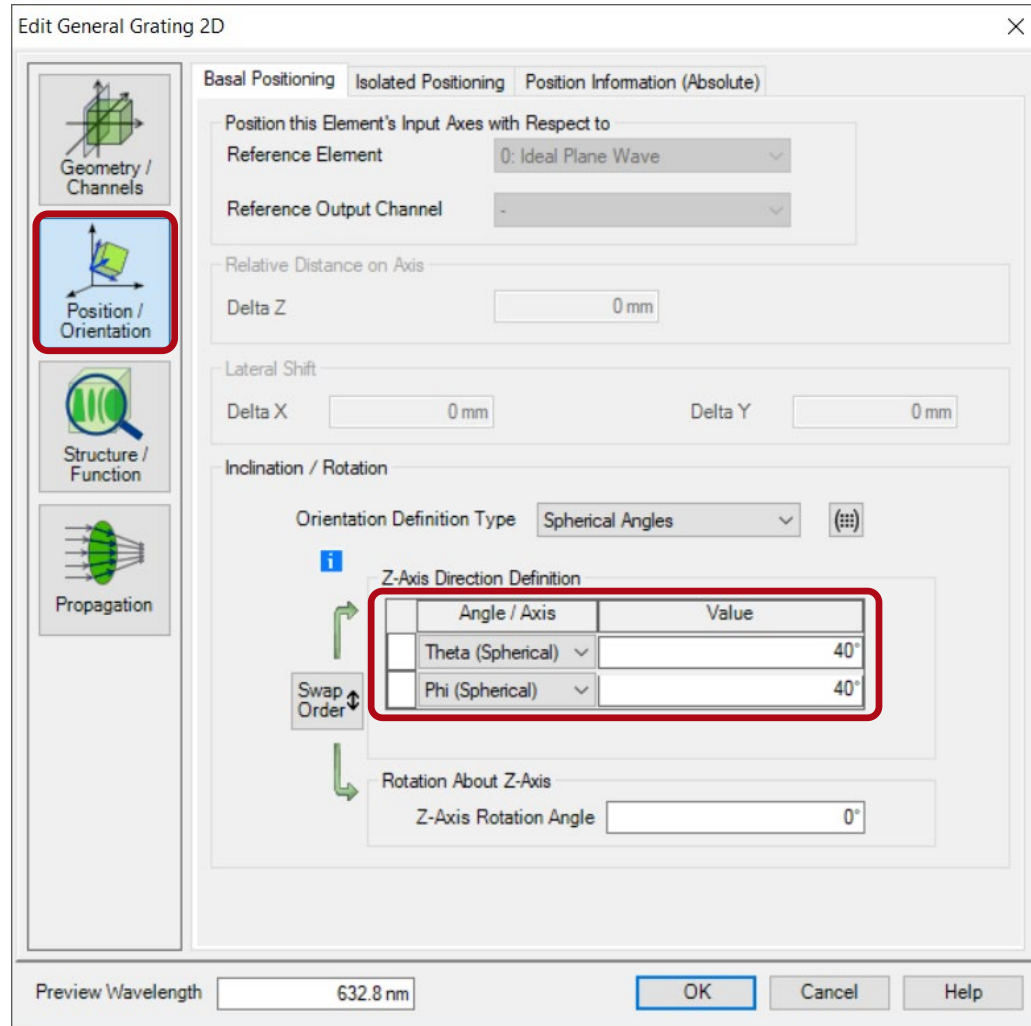 Edit General Grating 2D
Geometry /
Channels
Position /
Orientation
Structure /
Function
Propagation
Basal Positioning Isolated Positioning Position Information (Absolute)
Position this Element's Input Axes with Respect to
Reference Element 0: Ideal Plane Wave
Reference Output Channel -
Relative Distance on Axis
Delta Z 0 mm
Lateral Shift
Delta X 0 mm Delta Y 0 mm
Inclination / Rotation
Orientation Definition Type Spherical Angles
i
Z-Axis Direction Definition
Angle / Axis Value
Theta (Spherical) 40°
Phi (Spherical) 40°
Swap
Order
Rotation About Z-Axis
Z-Axis Rotation Angle 0°
Preview Wavelength 632.8 nm OK Cancel Help